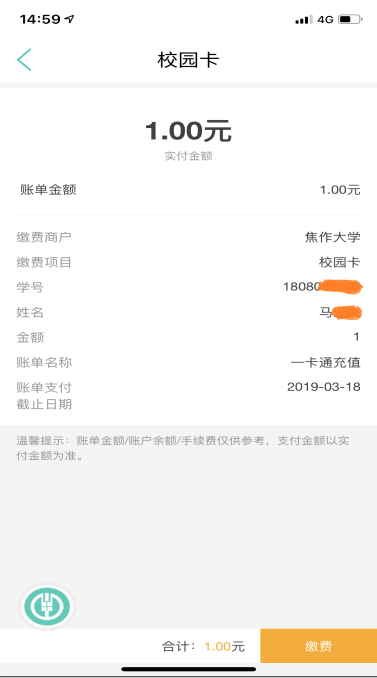 14:59 4G
校园卡
1.00元
实付金额
账单金额 1.00元
缴费商户 焦作大学
缴费项目 校园卡
学号 18080
姓名 马
金额 1
账单名称 一卡通充值
账单支付 2019-03-18
截止日期
温馨提示：账单金额/账户余额/手续费仅供参考，支付金额以实
付金额为准。
合计：1.00元 缴费